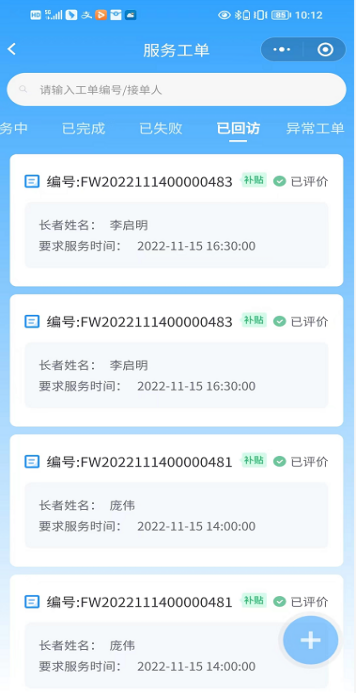 HD 5G 85 10:12
服务工单
请输入工单编号/接单人
务中 已完成 已失败 已回访 异常工单
编号:FW2022111400000483 补贴 已评价
长者姓名： 李启明
要求服务时间： 2022-11-15 16:30:00
编号:FW2022111400000483 补贴 已评价
长者姓名： 李启明
要求服务时间： 2022-11-15 16:30:00
编号:FW2022111400000481 补贴 已评价
长者姓名： 庞伟
要求服务时间： 2022-11-15 14:00:00
编号:FW2022111400000481 补贴 已评价
长者姓名： 庞伟
要求服务时间： 2022-11-15 14:00:00